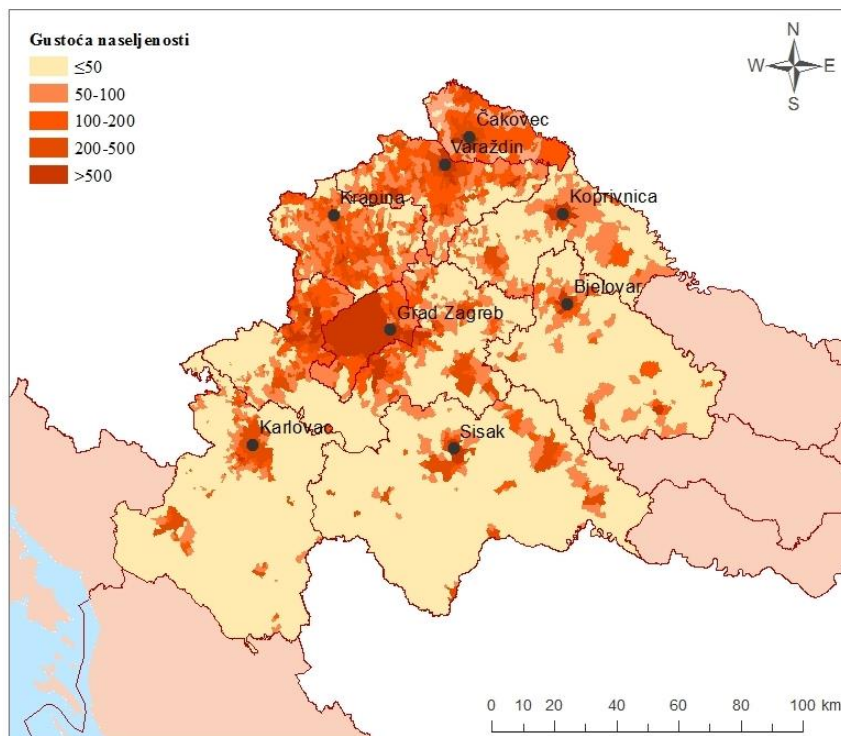 Gustoća naseljenosti
≤50
50-100
100-200
200-500
>500
N
W E
S
Čakovec
Varaždin
Krapina
Koprivnica
Bjelovar
Grad Zagreb
Karlovac
Sisak
0 10 20 40 60 80 100 km